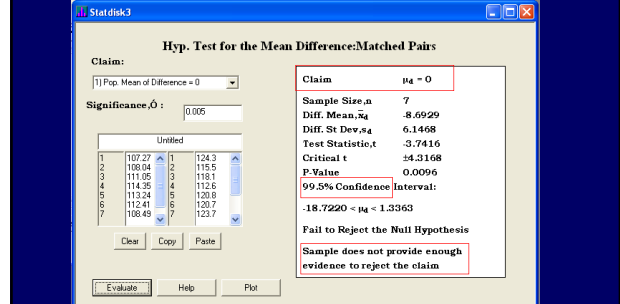 Statdisk3
Hyp. Test for the Mean Difference:Matched Pairs
Claim:
1) Pop. Mean of Difference = 0
Significance,Ó :
0.005
Untitled
1 107.27 1 124.3
2 108.04 2 115.5
3 111.05 3 118.1
4 114.35 4 112.6
5 113.24 5 120.8
6 112.41 6 120.7
7 108.49 7 123.7
Clear Copy Paste
Evaluate Help Plot
Claim μd = 0
Sample Size,n 7
Diff. Mean,x̄d -8.6929
Diff. St Dev,sd 6.1468
Test Statistic,t -3.7416
Critical t ±4.3168
P-Value 0.0096
99.5% Confidence Interval:
-18.7220 < μd < 1.3363
Fail to Reject the Null Hypothesis
Sample does not provide enough
evidence to reject the claim